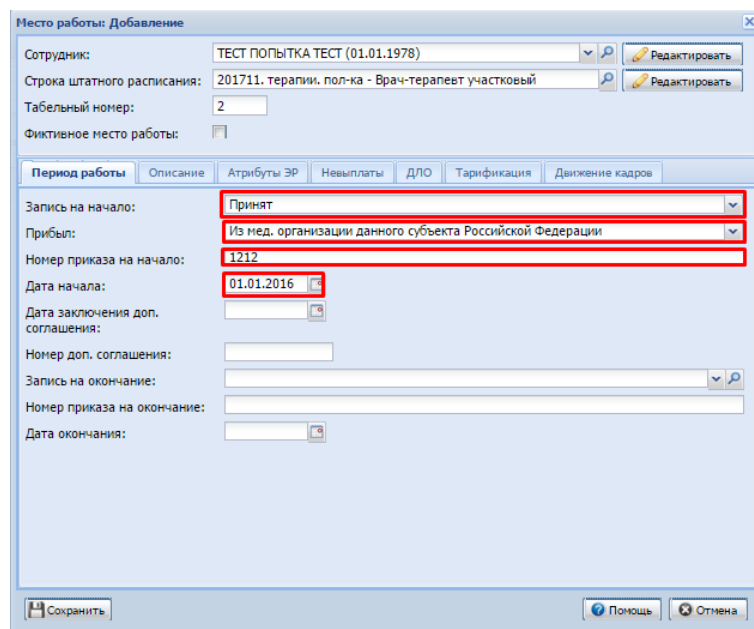 Место работы: Добавление
Сотрудник: ТЕСТ ПОПЫТКА ТЕСТ (01.01.1978) Редактировать
Строка штатного расписания: 201711. терапии. пол-ка - Врач-терапевт участковый Редактировать
Табельный номер: 2
Фиктивное место работы:
Период работы Описание Атрибуты ЭР Невыплаты ДЛО Тарификация Движение кадров
Запись на начало: Принят
Прибыл: Из мед. организации данного субъекта Российской Федерации
Номер приказа на начало: 1212
Дата начала: 01.01.2016
Дата заключения доп.
соглашения:
Номер доп. соглашения:
Запись на окончание:
Номер приказа на окончание:
Дата окончания:
Сохранить Помощь Отмена